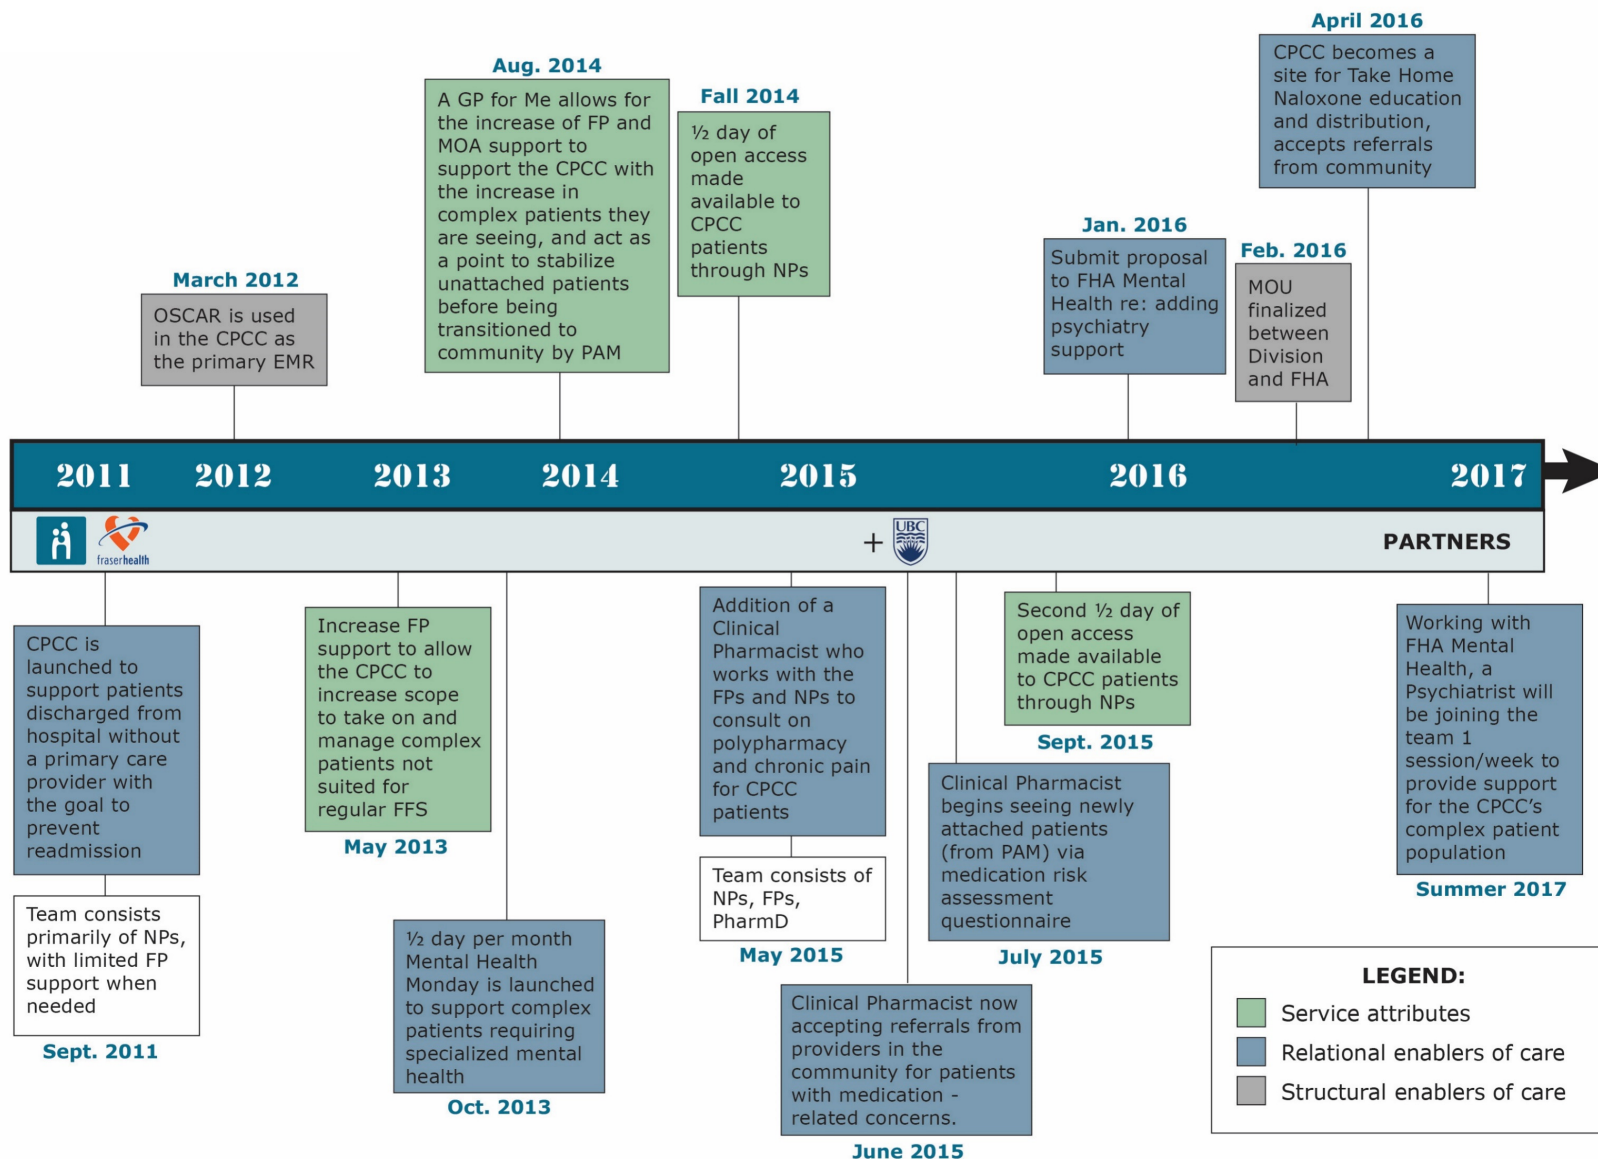 April 2016
CPCC becomes a
site for Take Home
Naloxone education
and distribution,
accepts referrals
from community
Aug. 2014
A GP for Me allows for
the increase of FP and
MOA support to
support the CPCC with
the increase in
complex patients they
are seeing, and act as
a point to stabilize
unattached patients
before being
transitioned to
community by PAM
Fall 2014
½ day of
open access
made
available to
CPCC
patients
through NPs
Jan. 2016
Submit proposal
to FHA Mental
Health re: adding
psychiatry
support
Feb. 2016
MOU
finalized
between
Division
and FHA
March 2012
OSCAR is used
in the CPCC as
the primary EMR
2011 2012 2013 2014 2015 2016 2017
fraserhealth
+ UBC
PARTNERS
CPCC is
launched to
support patients
discharged from
hospital without
a primary care
provider with
the goal to
prevent
readmission
Team consists
primarily of NPs,
with limited FP
support when
needed
Sept. 2011
Increase FP
support to allow
the CPCC to
increase scope
to take on and
manage complex
patients not
suited for
regular FFS
May 2013
½ day per month
Mental Health
Monday is launched
to support complex
patients requiring
specialized mental
health
Oct. 2013
Addition of a
Clinical
Pharmacist who
works with the
FPs and NPs to
consult on
polypharmacy
and chronic pain
for CPCC
patients
Team consists of
NPs, FPs,
PharmD
May 2015
Clinical Pharmacist now
accepting referrals from
providers in the
community for patients
with medication -
related concerns.
June 2015
Clinical Pharmacist
begins seeing newly
attached patients
(from PAM) via
medication risk
assessment
questionnaire
July 2015
Second ½ day of
open access
made available
to CPCC patients
through NPs
Sept. 2015
Working with
FHA Mental
Health, a
Psychiatrist will
be joining the
team 1
session/week to
provide support
for the CPCC’s
complex patient
population
Summer 2017
LEGEND:
Service attributes
Relational enablers of care
Structural enablers of care